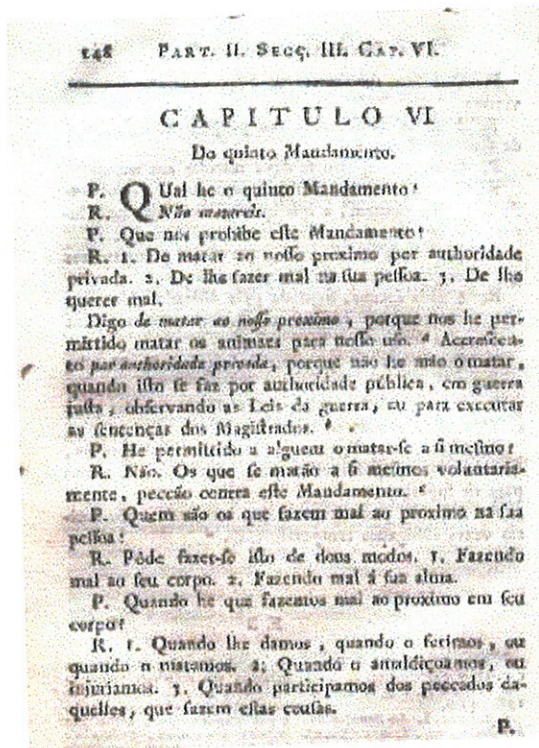 148 PART. II. SECÇ. III. CAP. VI.
CAPITULO VI
Do quinto Mandamento.
P. QUal he o quinto Mandamento?
R. Não matareis.
P. Que nos prohibe este Mandamento?
R. 1. De matar ao nosso proximo por authoridade
privada. 2. De lhe fazer mal na sua pessoa. 3. De lhe
querer mal.
Digo de matar ao nosso proximo, porque nos he per-
mittido matar os animaes para nosso uso. a Accrescen-
to por authoridade privada, porque não he máo o matar,
quando isto se faz por authoridade pública, em guerra
justa, observando as Leis da guerra, ou para executar
as sentenças dos Magistrados. b
P. He permittido a alguem o matar-se a si mesmo?
R. Não. Os que se matão a si mesmos voluntaria-
mente, peccão contra este Mandamento. c
P. Quem são os que fazem mal ao proximo na sua
pessoa?
R. Póde fazer-se isto de dous modos. 1. Fazendo
mal ao seu corpo. 2. Fazendo mal á sua alma.
P. Quando he que fazemos mal ao proximo em seu
corpo?
R. 1. Quando lhe damos, quando o ferimos, ou
quando o matamos. 2. Quando o amaldiçoamos, ou
injuriamos. 3. Quando participamos dos peccados da-
quelles, que fazem estas cousas.
P.